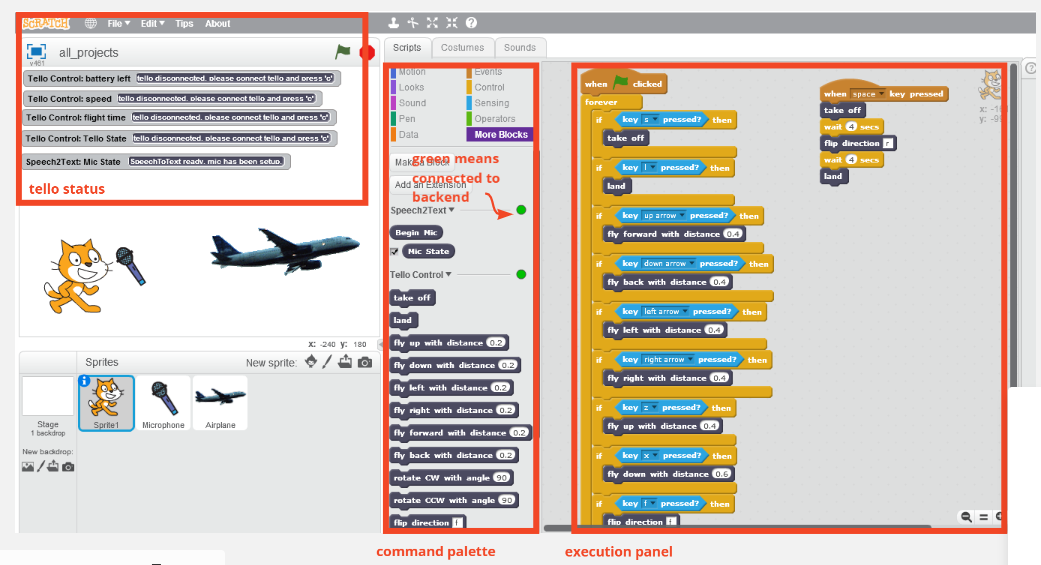 SCRATCH File Edit Tips About
all_projects
v461
Tello Control: battery left tello disconnected. please connect tello and press 'c'
Tello Control: speed tello disconnected. please connect tello and press 'c'
Tello Control: flight time tello disconnected. please connect tello and press 'c'
Tello Control: Tello State tello disconnected. please connect tello and press 'c'
Speech2Text: Mic State SpeechToText ready. mic has been setup.
tello status
x: -240 y: 180
Sprites New sprite:
Stage
1 backdrop
New backdrop:
Sprite1
Microphone
Airplane
Scripts Costumes Sounds
Motion Events
Looks Control
Sound Sensing
Pen Operators
Data More Blocks
Make a Block
green means
connected to
backend
Add an Extension
Speech2Text
Begin Mic
Mic State
Tello Control
take off
land
fly up with distance 0.2
fly down with distance 0.2
fly left with distance 0.2
fly right with distance 0.2
fly forward with distance 0.2
fly back with distance 0.2
rotate CW with angle 90
rotate CCW with angle 90
flip direction f
command palette
when clicked
forever
if key s pressed? then
take off
if key l pressed? then
land
if key up arrow pressed? then
fly forward with distance 0.4
if key down arrow pressed? then
fly back with distance 0.4
if key left arrow pressed? then
fly left with distance 0.4
if key right arrow pressed? then
fly right with distance 0.4
if key z pressed? then
fly up with distance 0.4
if key x pressed? then
fly down with distance 0.6
if key f pressed? then
flip direction f
when space key pressed
take off
wait 4 secs
flip direction r
wait 4 secs
land
x:
y:
execution panel